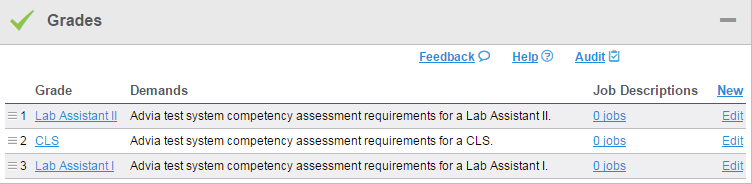 Grades
Feedback Help Audit
Grade Demands Job Descriptions New
1 Lab Assistant II Advia test system competency assessment requirements for a Lab Assistant II. 0 jobs Edit
2 CLS Advia test system competency assessment requirements for a CLS. 0 jobs Edit
3 Lab Assistant I Advia test system competency assessment requirements for a Lab Assistant I. 0 jobs Edit